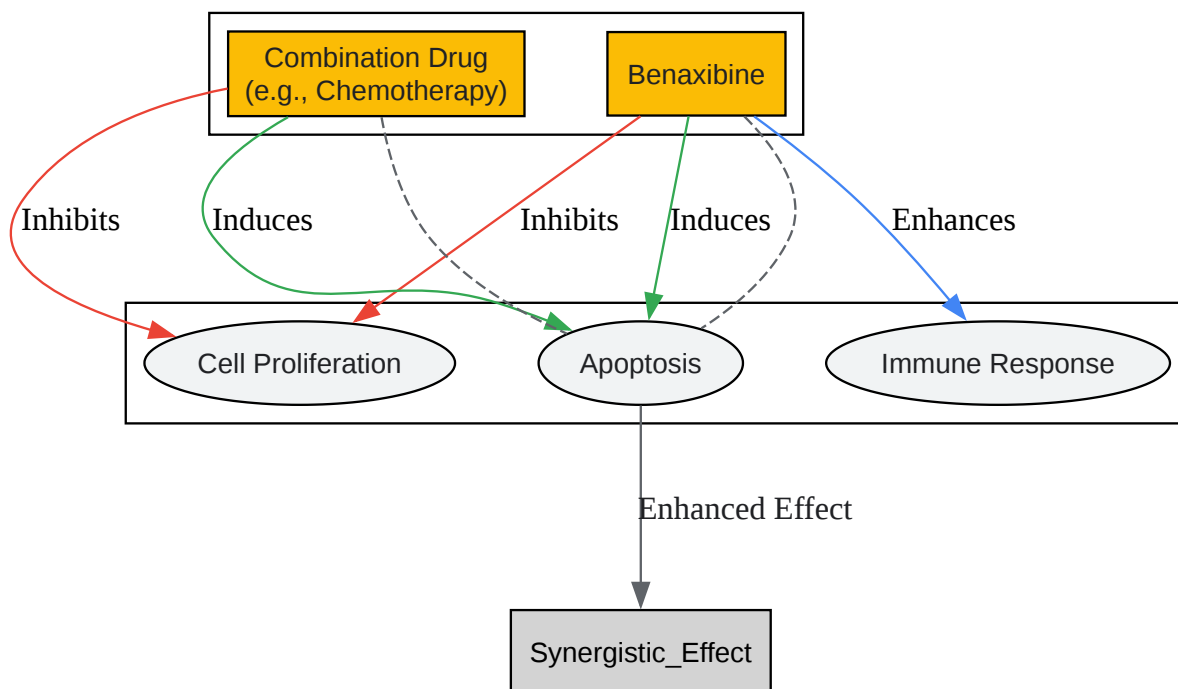 Combination Drug
(e.g., Chemotherapy)
Benaxibine
Inhibits
Induces
Inhibits
Induces
Enhances
Cell Proliferation
Apoptosis
Immune Response
Enhanced Effect
Synergistic_Effect